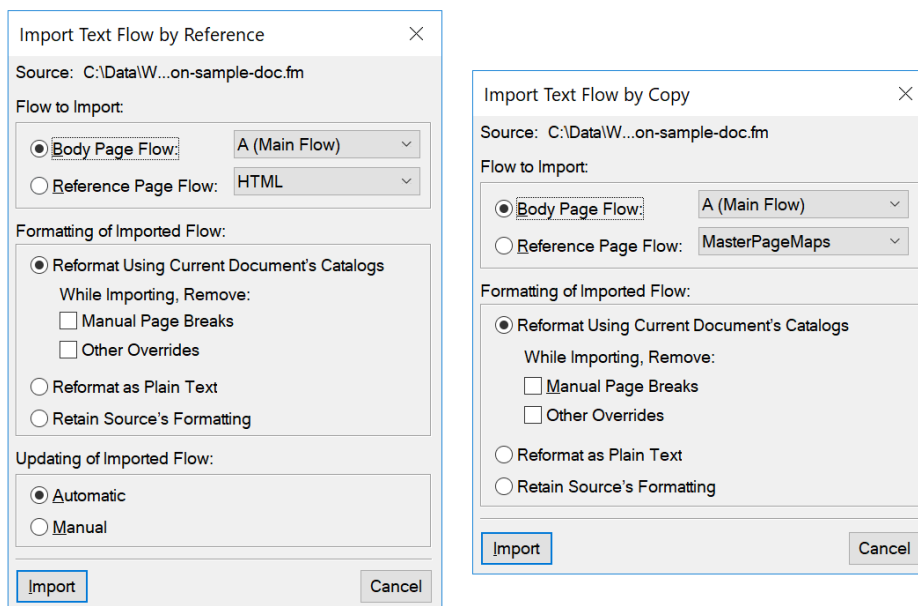 Import Text Flow by Reference
Source: C:\Data\W...on-sample-doc.fm
Flow to Import:
Body Page Flow: A (Main Flow)
Reference Page Flow: HTML
Formatting of Imported Flow:
Reformat Using Current Document's Catalogs
While Importing, Remove:
Manual Page Breaks
Other Overrides
Reformat as Plain Text
Retain Source's Formatting
Updating of Imported Flow:
Automatic
Manual
Import Cancel
Import Text Flow by Copy
Source: C:\Data\W...on-sample-doc.fm
Flow to Import:
Body Page Flow: A (Main Flow)
Reference Page Flow: MasterPageMaps
Formatting of Imported Flow:
Reformat Using Current Document's Catalogs
While Importing, Remove:
Manual Page Breaks
Other Overrides
Reformat as Plain Text
Retain Source's Formatting
Import Cancel